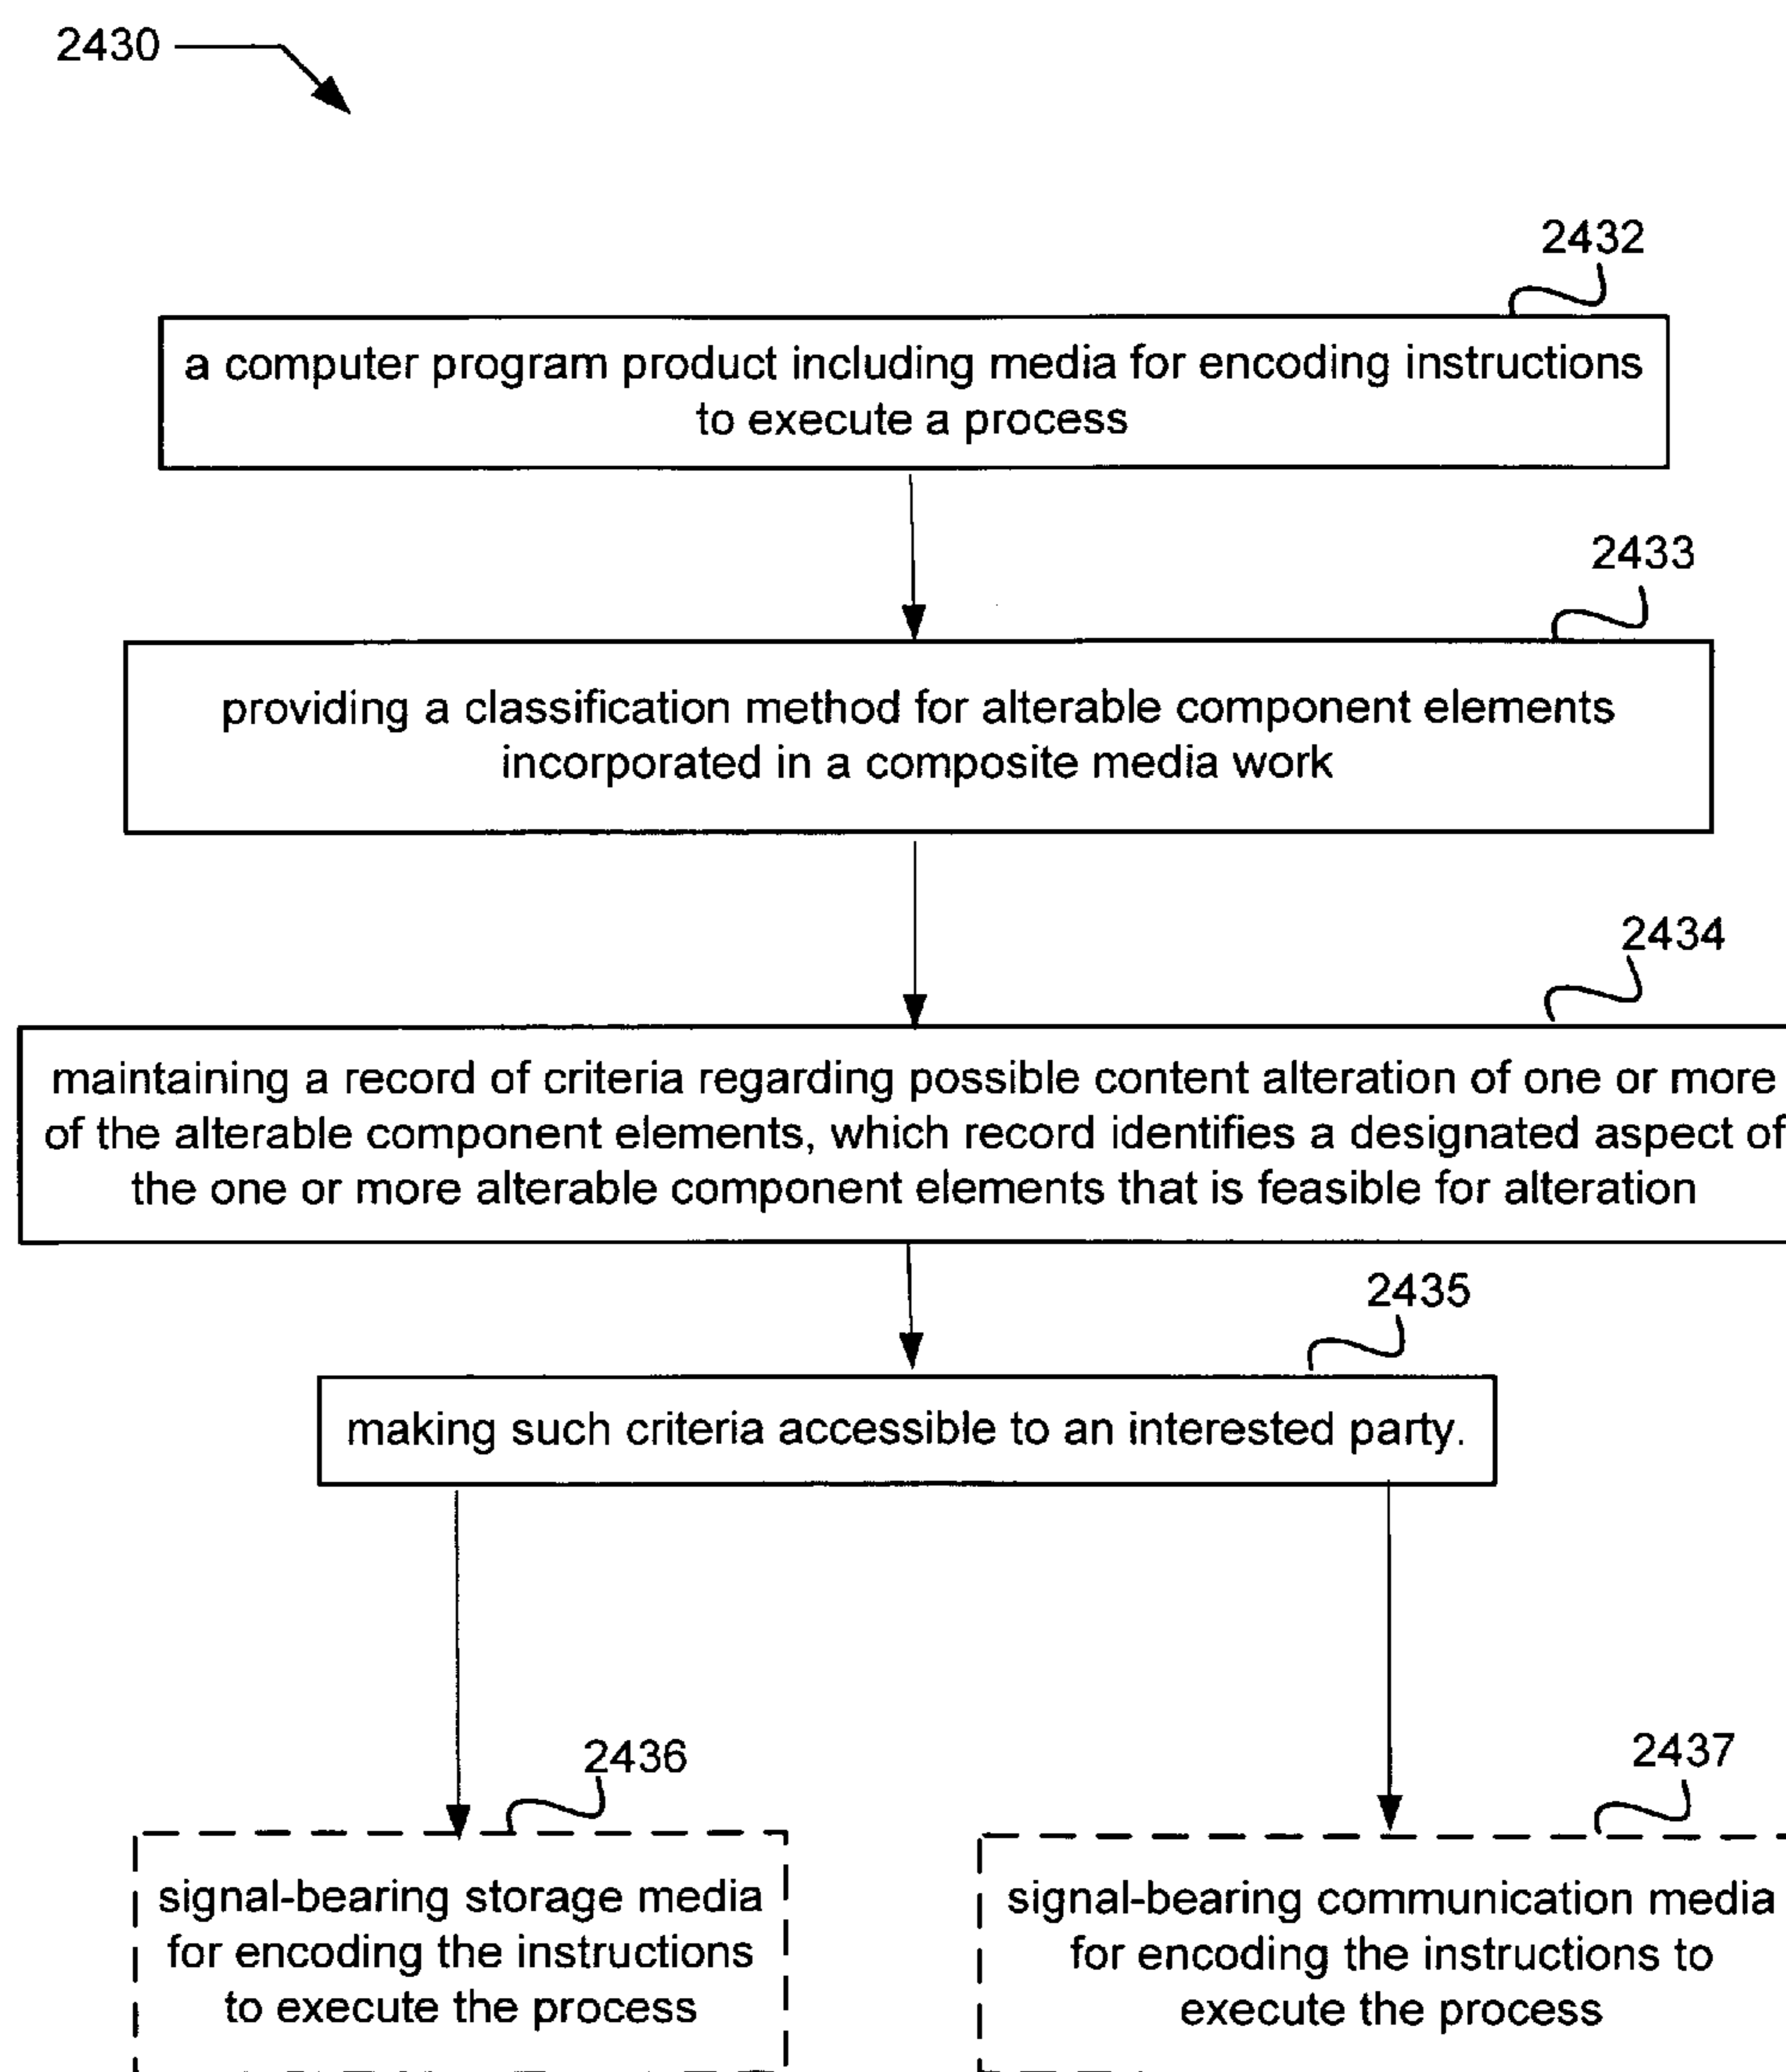 2430
2432
a computer program product including media for encoding instructions
to execute a process
2433
providing a classification method for alterable component elements
incorporated in a composite media work
2434
maintaining a record of criteria regarding possible content alteration of one or more
of the alterable component elements, which record identifies a designated aspect of
the one or more alterable component elements that is feasible for alteration
2435
making such criteria accessible to an interested party.
2436
signal-bearing storage media
for encoding the instructions
to execute the process
2437
signal-bearing communication media
for encoding the instructions to
execute the process